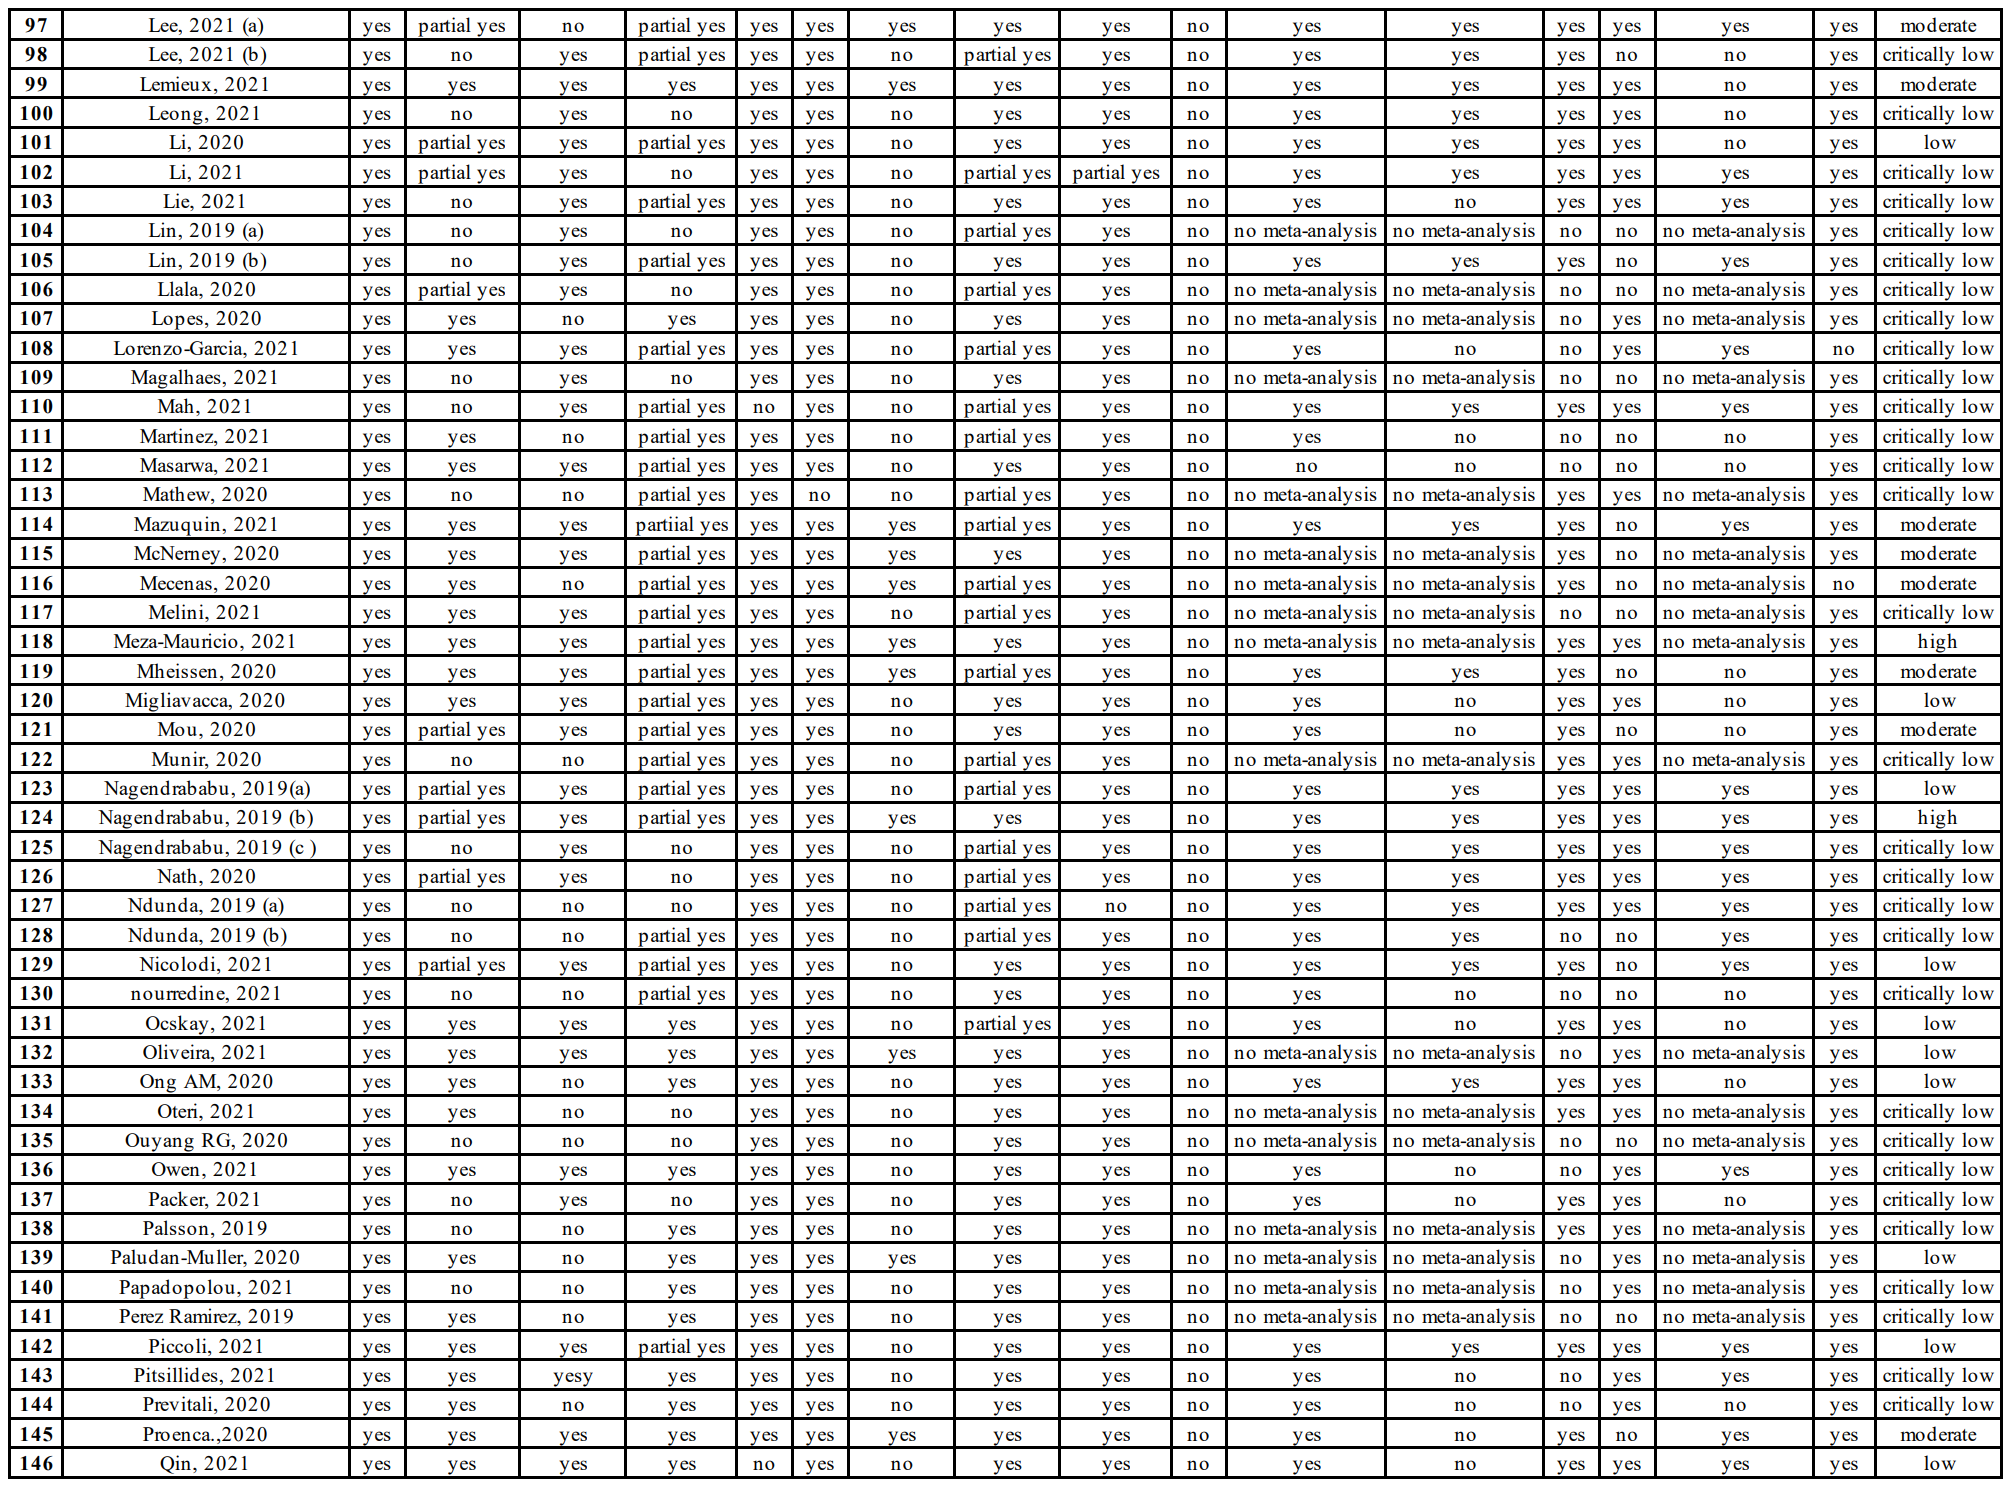 97 Lee, 2021 (a) yes partial yes no partial yes yes yes yes yes yes no yes yes yes yes yes yes moderate
98 Lee, 2021 (b) yes no yes partial yes yes yes no partial yes yes no yes yes yes no no yes critically low
99 Lemieux, 2021 yes yes yes yes yes yes yes yes yes no yes yes yes yes no yes moderate
100 Leong, 2021 yes no yes no yes yes no yes yes no yes yes yes yes no yes critically low
101 Li, 2020 yes partial yes yes partial yes yes yes no yes yes no yes yes yes yes no yes low
102 Li, 2021 yes partial yes yes no yes yes no partial yes partial yes no yes yes yes yes yes yes critically low
103 Lie, 2021 yes no yes partial yes yes yes no yes yes no yes no yes yes yes yes critically low
104 Lin, 2019 (a) yes no yes no yes yes no partial yes yes no no meta-analysis no meta-analysis no no no meta-analysis yes critically low
105 Lin, 2019 (b) yes no yes partial yes yes yes no yes yes no yes yes yes no yes yes critically low
106 Llala, 2020 yes partial yes yes no yes yes no partial yes yes no no meta-analysis no meta-analysis no no no meta-analysis yes critically low
107 Lopes, 2020 yes yes no yes yes yes no yes yes no no meta-analysis no meta-analysis no yes no meta-analysis yes critically low
108 Lorenzo-Garcia, 2021 yes yes yes partial yes yes yes no partial yes yes no yes no no yes yes no critically low
109 Magalhaes, 2021 yes no yes no yes yes no yes yes no no meta-analysis no meta-analysis no no no meta-analysis yes critically low
110 Mah, 2021 yes no yes partial yes no yes no partial yes yes no yes yes yes yes yes yes critically low
111 Martinez, 2021 yes yes no partial yes yes yes no partial yes yes no yes no no no no yes critically low
112 Masarwa, 2021 yes yes yes partial yes yes yes no yes yes no no no no no no yes critically low
113 Mathew, 2020 yes no no partial yes yes no no partial yes yes no no meta-analysis no meta-analysis yes yes no meta-analysis yes critically low
114 Mazuquin, 2021 yes yes yes partiial yes yes yes yes partial yes yes no yes yes yes no yes yes moderate
115 McNerney, 2020 yes yes yes partial yes yes yes yes yes yes no no meta-analysis no meta-analysis yes no no meta-analysis yes moderate
116 Mecenas, 2020 yes yes no partial yes yes yes yes partial yes yes no no meta-analysis no meta-analysis yes no no meta-analysis no moderate
117 Melini, 2021 yes yes yes partial yes yes yes no partial yes yes no no meta-analysis no meta-analysis no no no meta-analysis yes critically low
118 Meza-Mauricio, 2021 yes yes yes partial yes yes yes yes yes yes no no meta-analysis no meta-analysis yes yes no meta-analysis yes high
119 Mheissen, 2020 yes yes yes partial yes yes yes yes partial yes yes no yes yes yes no no yes moderate
120 Migliavacca, 2020 yes yes yes partial yes yes yes no yes yes no yes no yes yes no yes low
121 Mou, 2020 yes partial yes yes partial yes yes yes no yes yes no yes no yes no no yes moderate
122 Munir, 2020 yes no no partial yes yes yes no partial yes yes no no meta-analysis no meta-analysis yes yes no meta-analysis yes critically low
123 Nagendrababu, 2019(a) yes partial yes yes partial yes yes yes no partial yes yes no yes yes yes yes yes yes low
124 Nagendrababu, 2019 (b) yes partial yes yes partial yes yes yes yes yes yes no yes yes yes yes yes yes high
125 Nagendrababu, 2019 (c ) yes no yes no yes yes no partial yes yes no yes yes yes yes yes yes critically low
126 Nath, 2020 yes partial yes yes no yes yes no partial yes yes no yes yes yes yes yes yes critically low
127 Ndunda, 2019 (a) yes no no no yes yes no partial yes no no yes yes yes yes yes yes critically low
128 Ndunda, 2019 (b) yes no no partial yes yes yes no partial yes yes no yes yes no no yes yes critically low
129 Nicolodi, 2021 yes partial yes yes partial yes yes yes no yes yes no yes yes yes no yes yes low
130 nourredine, 2021 yes no no partial yes yes yes no yes yes no yes no no no no yes critically low
131 Ocskay, 2021 yes yes yes yes yes yes no partial yes yes no yes no yes yes no yes low
132 Oliveira, 2021 yes yes yes yes yes yes yes yes yes no no meta-analysis no meta-analysis no yes no meta-analysis yes low
133 Ong AM, 2020 yes yes no yes yes yes no yes yes no yes yes yes yes no yes low
134 Oteri, 2021 yes yes no no yes yes no yes yes no no meta-analysis no meta-analysis yes yes no meta-analysis yes critically low
135 Ouyang RG, 2020 yes no no no yes yes no yes yes no no meta-analysis no meta-analysis no no no meta-analysis yes critically low
136 Owen, 2021 yes yes yes yes yes yes no yes yes no yes no no yes yes yes critically low
137 Packer, 2021 yes no yes no yes yes no yes yes no yes no yes yes no yes critically low
138 Palsson, 2019 yes no no yes yes yes no yes yes no no meta-analysis no meta-analysis yes yes no meta-analysis yes critically low
139 Paludan-Muller, 2020 yes yes no yes yes yes yes yes yes no no meta-analysis no meta-analysis no yes no meta-analysis yes low
140 Papadopolou, 2021 yes no no yes yes yes no yes yes no no meta-analysis no meta-analysis no yes no meta-analysis yes critically low
141 Perez Ramirez, 2019 yes yes no yes yes yes no yes yes no no meta-analysis no meta-analysis no no no meta-analysis yes critically low
142 Piccoli, 2021 yes yes yes partial yes yes yes no yes yes no yes yes yes yes yes yes low
143 Pitsillides, 2021 yes yes yesy yes yes yes no yes yes no yes no no yes yes yes critically low
144 Previtali, 2020 yes yes no yes yes yes no yes yes no yes no no yes no yes critically low
145 Proenca.,2020 yes yes yes yes yes yes yes yes yes no yes no yes no yes yes moderate
146 Qin, 2021 yes yes yes yes no yes no yes yes no yes no yes yes yes yes low